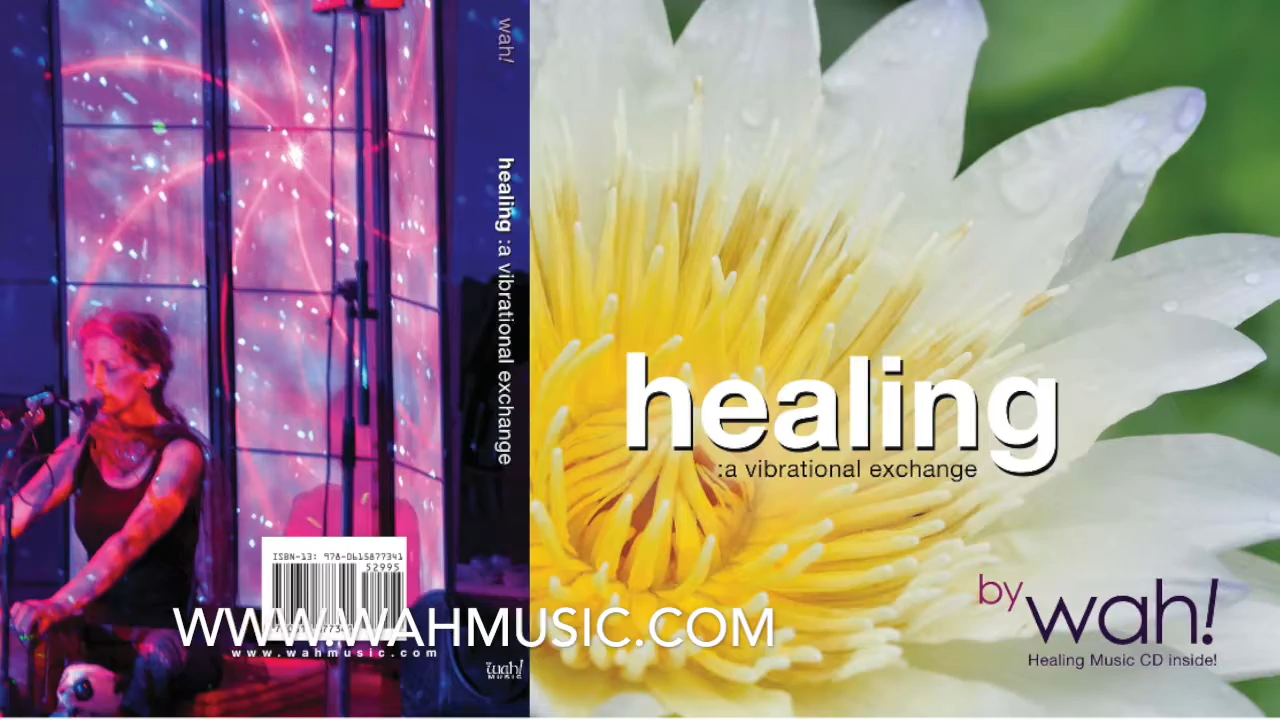 wah!
healing :a vibrational exchange
ISBN-13: 978-0615877341
52995
WWW.WAHMUSIC.COM
www.wahmusic.com
wah!
MUSIC
healing
:a vibrational exchange
by wah!
Healing Music CD inside!